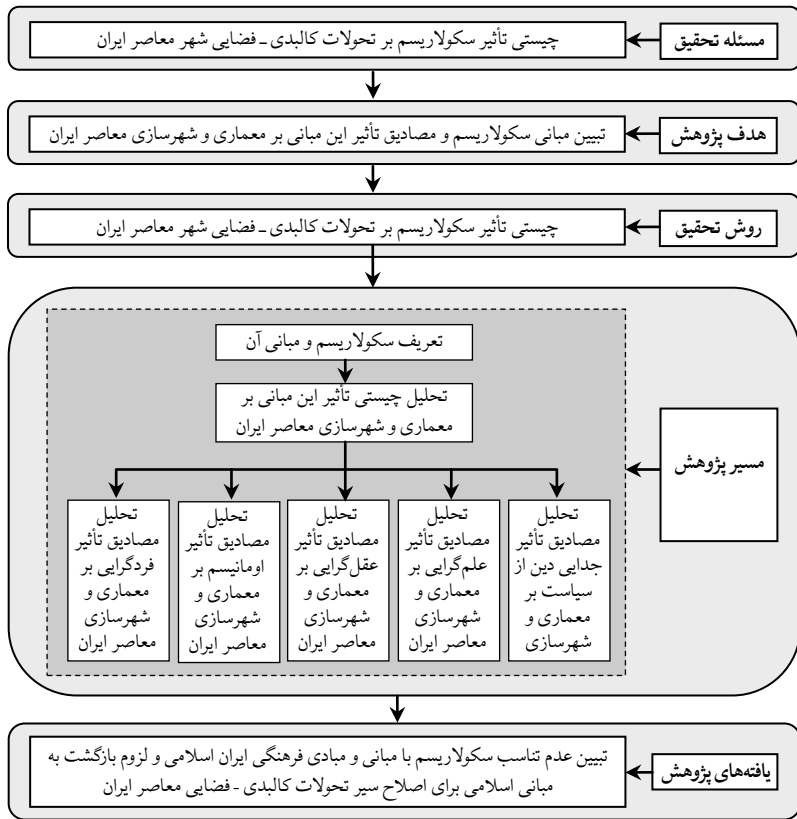 مسئله تحقیق
چیستی تأثیر سکولاریسم بر تحولات کالبدی ـ فضایی شهر معاصر ایران
هدف پژوهش
تبیین مبانی سکولاریسم و مصادیق تأثیر این مبانی بر معماری و شهرسازی معاصر ایران
روش تحقیق
چیستی تأثیر سکولاریسم بر تحولات کالبدی ـ فضایی شهر معاصر ایران
مسیر پژوهش
تعریف سکولاریسم و مبانی آن
تحلیل چیستی تأثیر این مبانی بر
معماری و شهرسازی معاصر ایران
تحلیل
مصادیق تأثیر
جدایی دین از
سیاست بر
معماری و
شهرسازی
تحلیل
مصادیق تأثیر
علم‌گرایی بر
معماری و
شهرسازی
معاصر ایران
تحلیل
مصادیق تأثیر
عقل‌گرایی بر
معماری و
شهرسازی
معاصر ایران
تحلیل
مصادیق تأثیر
اومانیسم بر
معماری و
شهرسازی
معاصر ایران
تحلیل
مصادیق تأثیر
فردگرایی بر
معماری و
شهرسازی
معاصر ایران
یافته‌های پژوهش
تبیین عدم تناسب سکولاریسم با مبانی و مبادی فرهنگی ایران اسلامی و لزوم بازگشت به
مبانی اسلامی برای اصلاح سیر تحولات کالبدی - فضایی معاصر ایران